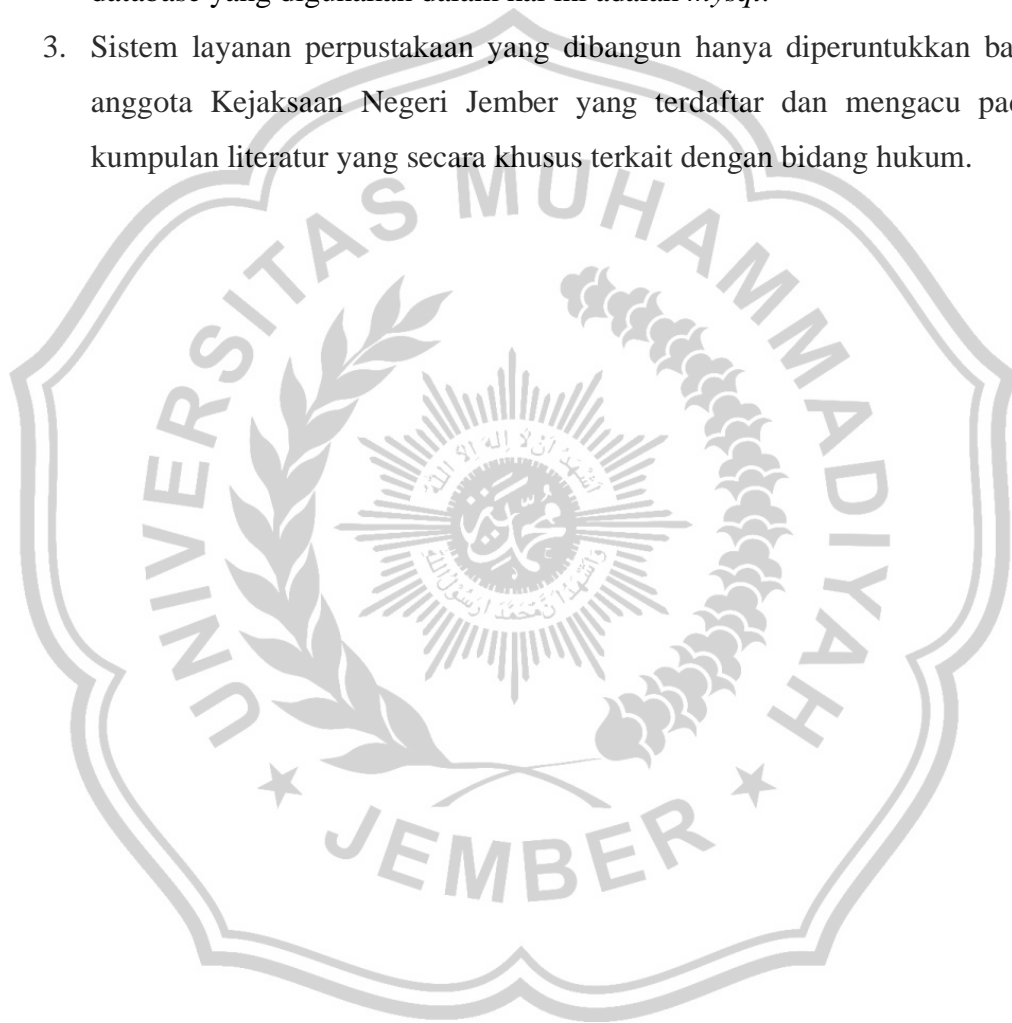 database yang digunakan dalam hal ini adalah mysql.
3. Sistem layanan perpustakaan yang dibangun hanya diperuntukkan ba
anggota Kejaksaan Negeri Jember yang terdaftar dan mengacu pad
kumpulan literatur yang secara khusus terkait dengan bidang hukum.
UNIVERSITAS MUHAMMADIYAH
JEMBER